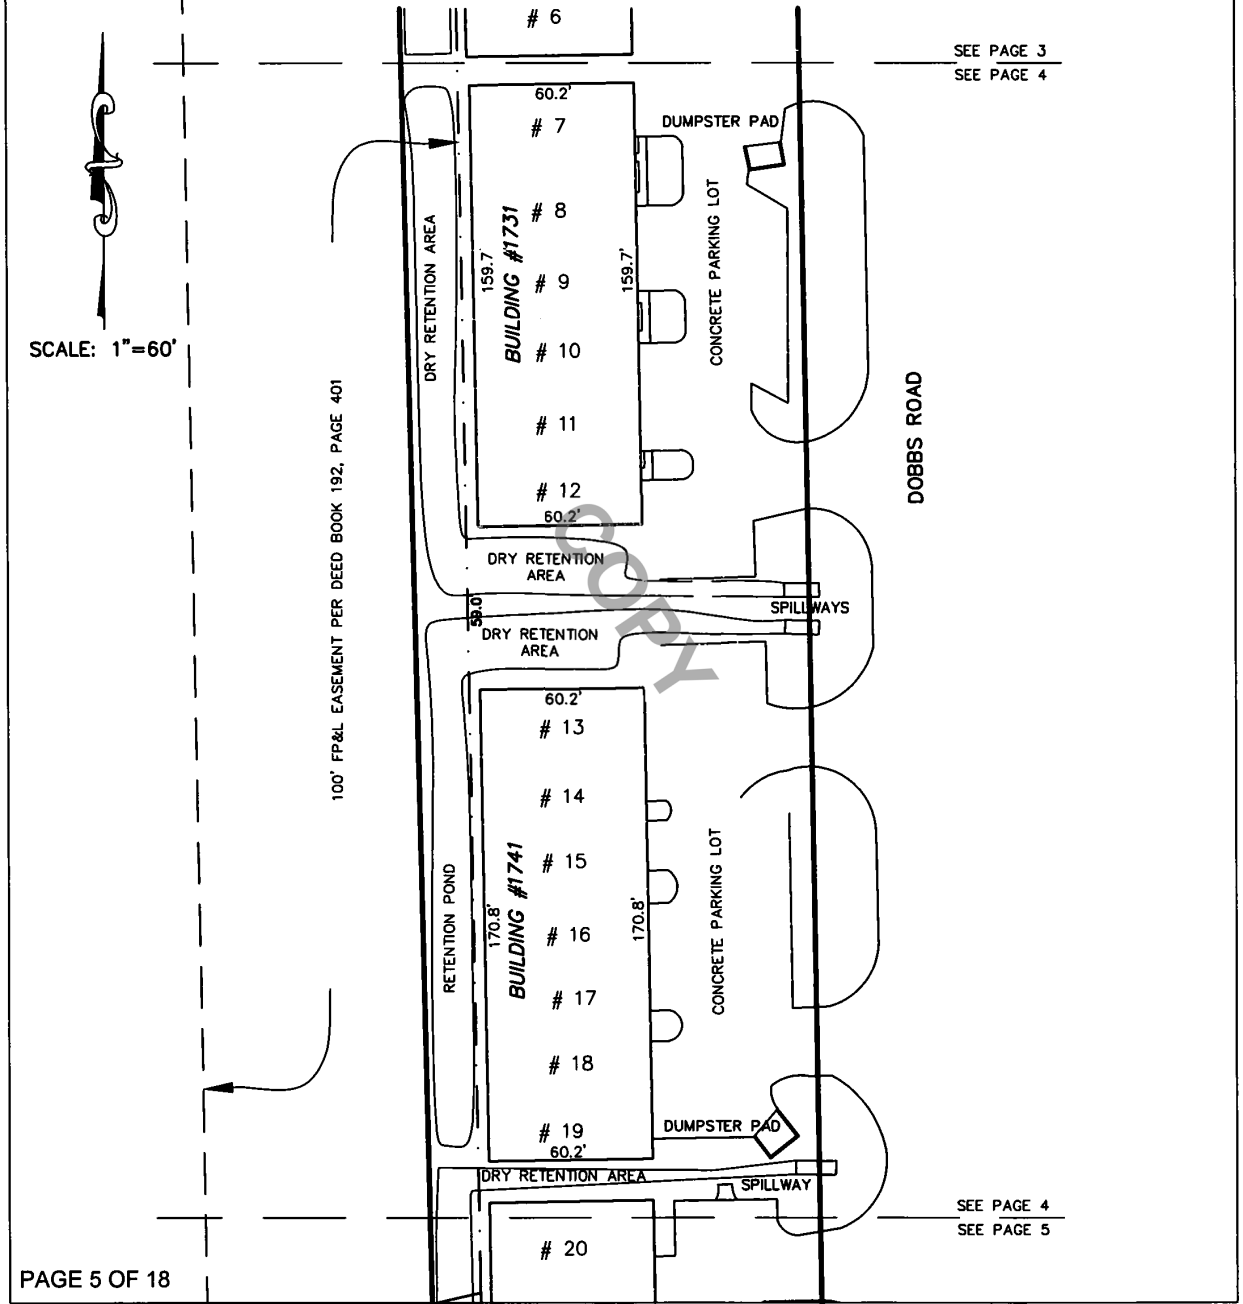 # 6
SEE PAGE 3
SEE PAGE 4
60.2'
# 7
DUMPSTER PAD
# 8
# 9
# 10
# 11
# 12
60.2'
159.7'
BUILDING #1731
159.7'
DRY RETENTION AREA
CONCRETE PARKING LOT
SCALE: 1"=60'
100' FP&L EASEMENT PER DEED BOOK 192, PAGE 401
DOBBS ROAD
DRY RETENTION
AREA
SPILLWAYS
59.0'
DRY RETENTION
AREA
COPY
60.2'
# 13
# 14
# 15
# 16
# 17
# 18
# 19
60.2'
170.8'
BUILDING #1741
170.8'
RETENTION POND
CONCRETE PARKING LOT
DUMPSTER PAD
DRY RETENTION AREA
SPILLWAY
SEE PAGE 4
SEE PAGE 5
# 20
PAGE 5 OF 18